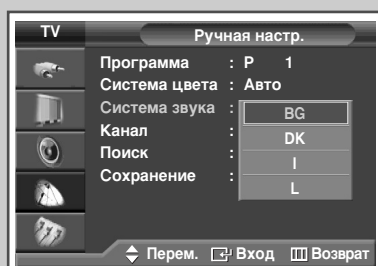 TV
Ручная настр.
Программа : P 1
Система цвета : Авто
Система звука : BG
Канал : DK
Поиск : I
Сохранение : L
Перем. Вход Возврат